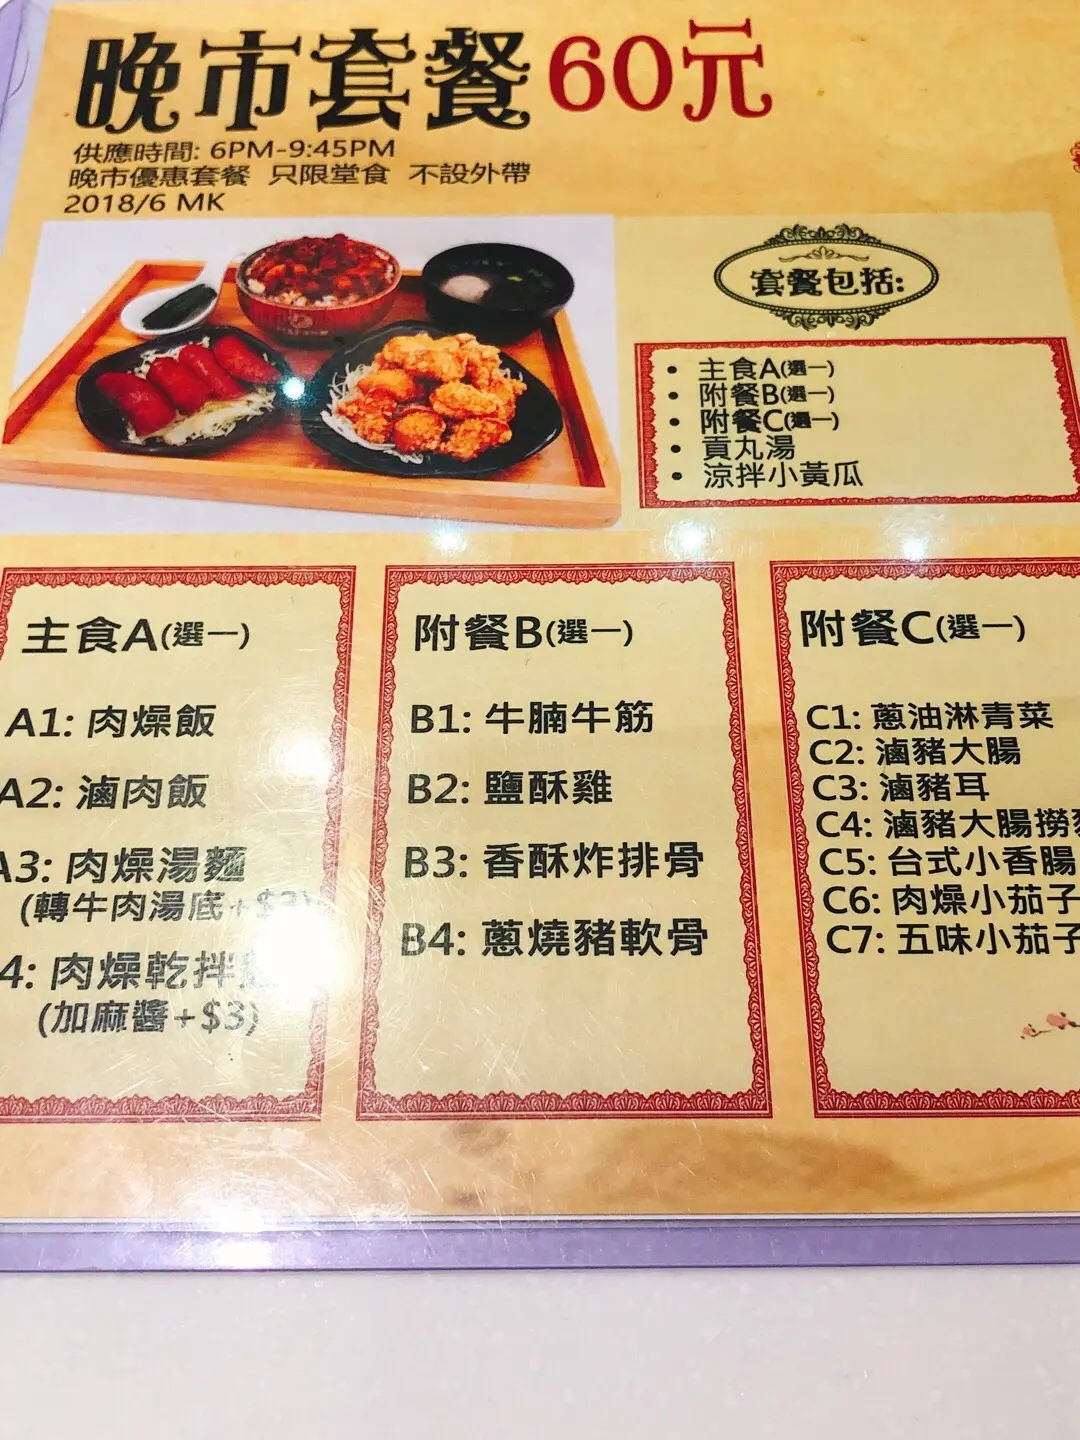 晚市套餐 60元
供應時間: 6PM-9:45PM
晚市優惠套餐 只限堂食 不設外帶
2018/6 MK
套餐包括:
• 主食A(選一)
• 附餐B(選一)
• 附餐C(選一)
• 貢丸湯
• 涼拌小黃瓜
主食A(選一)
A1: 肉燥飯
A2: 滷肉飯
A3: 肉燥湯麵
(轉牛肉湯底+$3)
4: 肉燥乾拌
(加麻醬+$3)
附餐B(選一)
B1: 牛腩牛筋
B2: 鹽酥雞
B3: 香酥炸排骨
B4: 蔥燒豬軟骨
附餐C(選一)
C1: 蔥油淋青菜
C2: 滷豬大腸
C3: 滷豬耳
C4: 滷豬大腸撈
C5: 台式小香腸
C6: 肉燥小茄子
C7: 五味小茄子